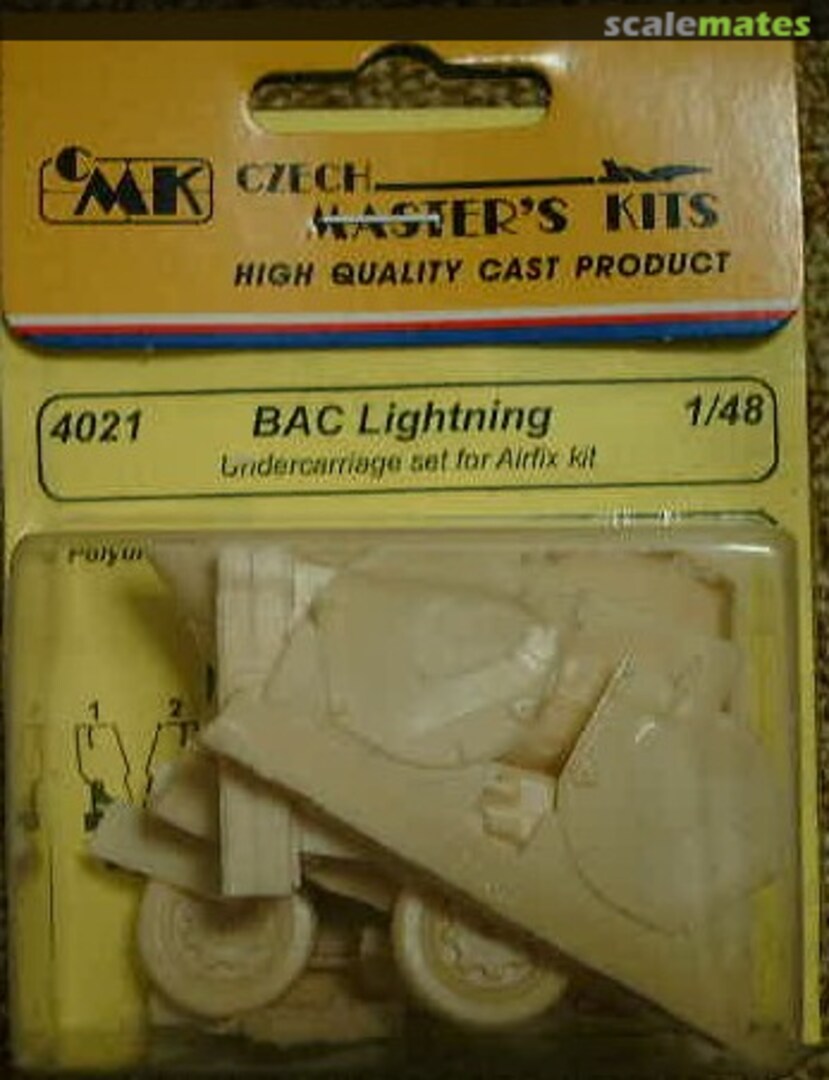 scalemates
CMK CZECH
MASTER'S KITS
HIGH QUALITY CAST PRODUCT
4021 BAC Lightning 1/48
Undercarriage set for Airfix kit
1 2